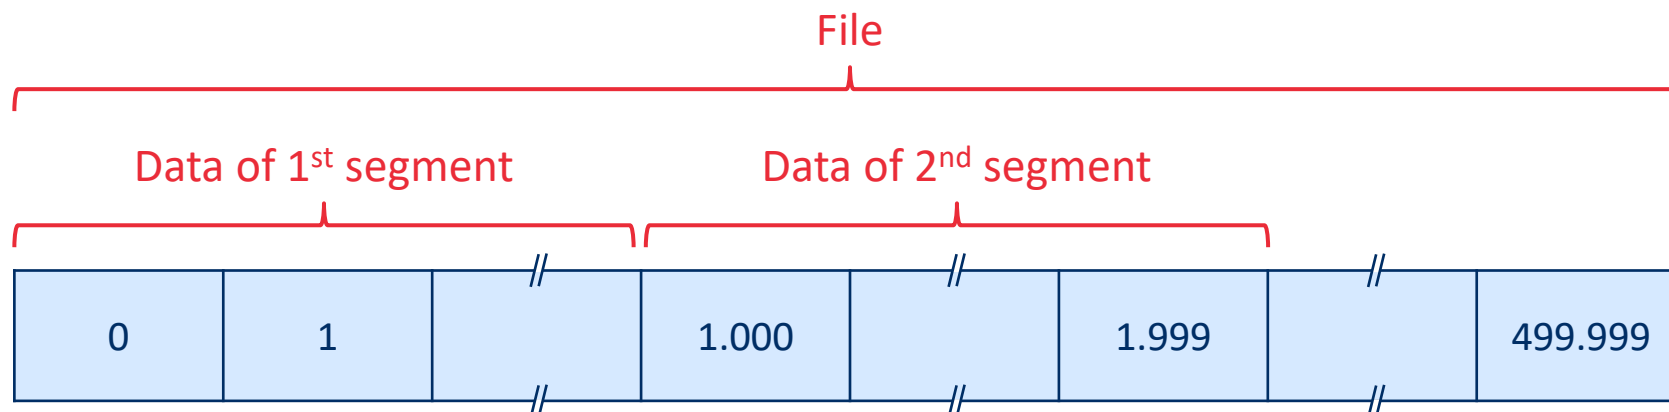 File
Data of 1st segment Data of 2nd segment
0 1 1.000 1.999 499.999